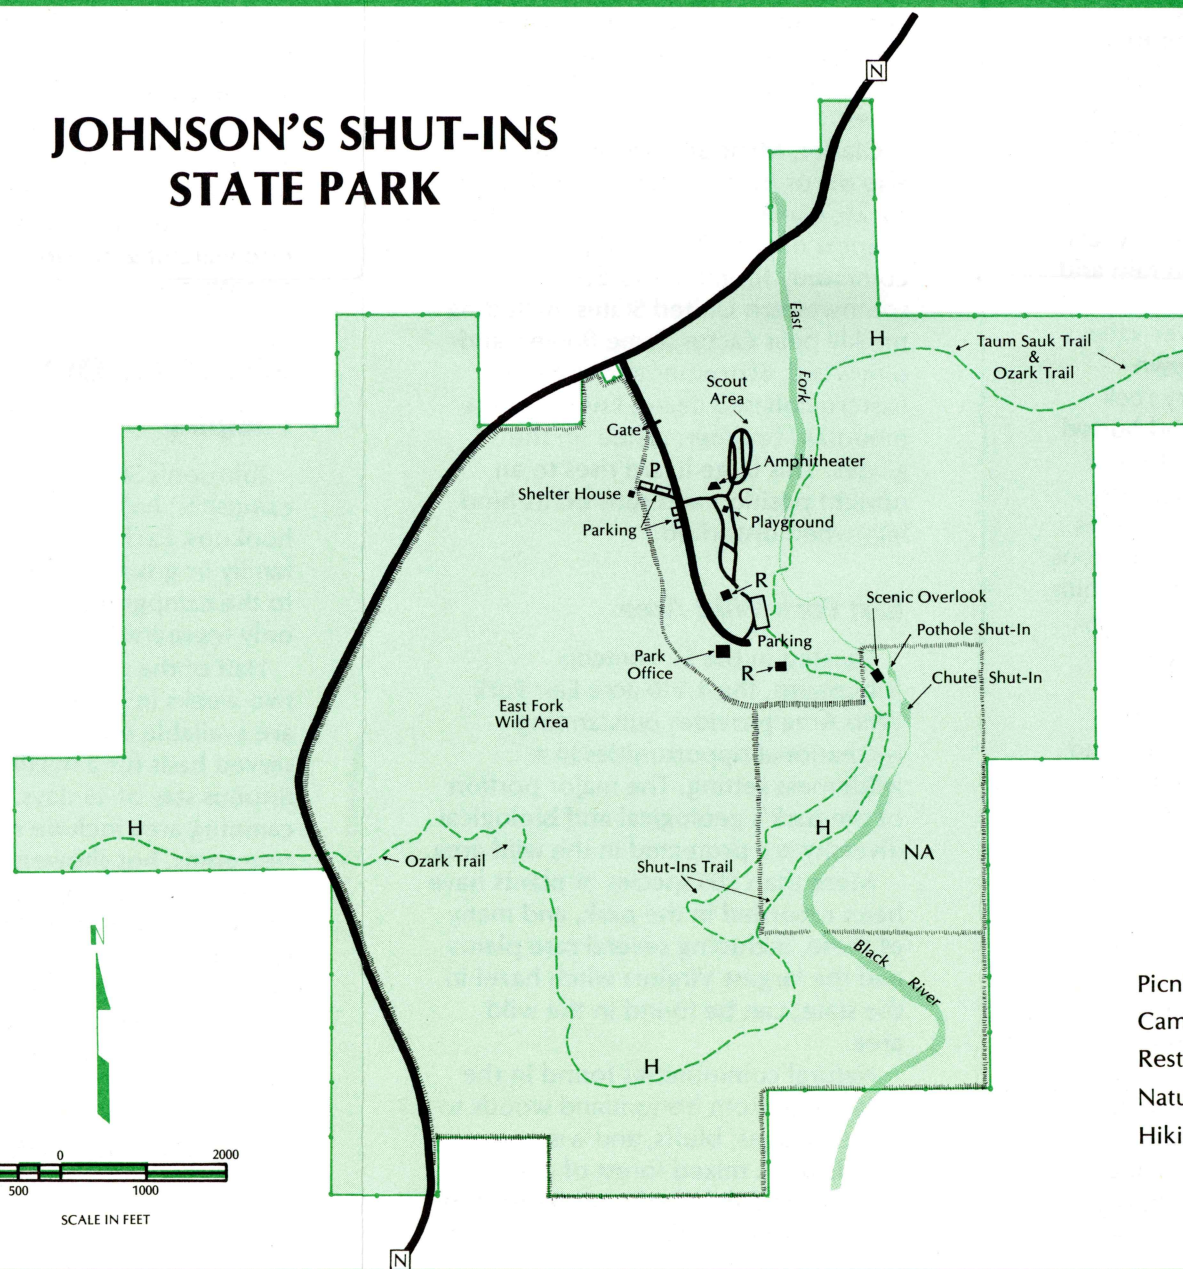 JOHNSON'S SHUT-INS
STATE PARK
N
East
Fork
H
Taum Sauk Trail
&
Ozark Trail
Scout
Area
Gate
P
Amphitheater
Shelter House
C
Parking
Playground
R
Scenic Overlook
Pothole Shut-In
Parking
Park
Office
R
Chute Shut-In
East Fork
Wild Area
H
Ozark Trail
H
Shut-Ins Trail
NA
N
Black
River
H
0
2000
500
1000
SCALE IN FEET
N
Picn
Cam
Rest
Natu
Hiki